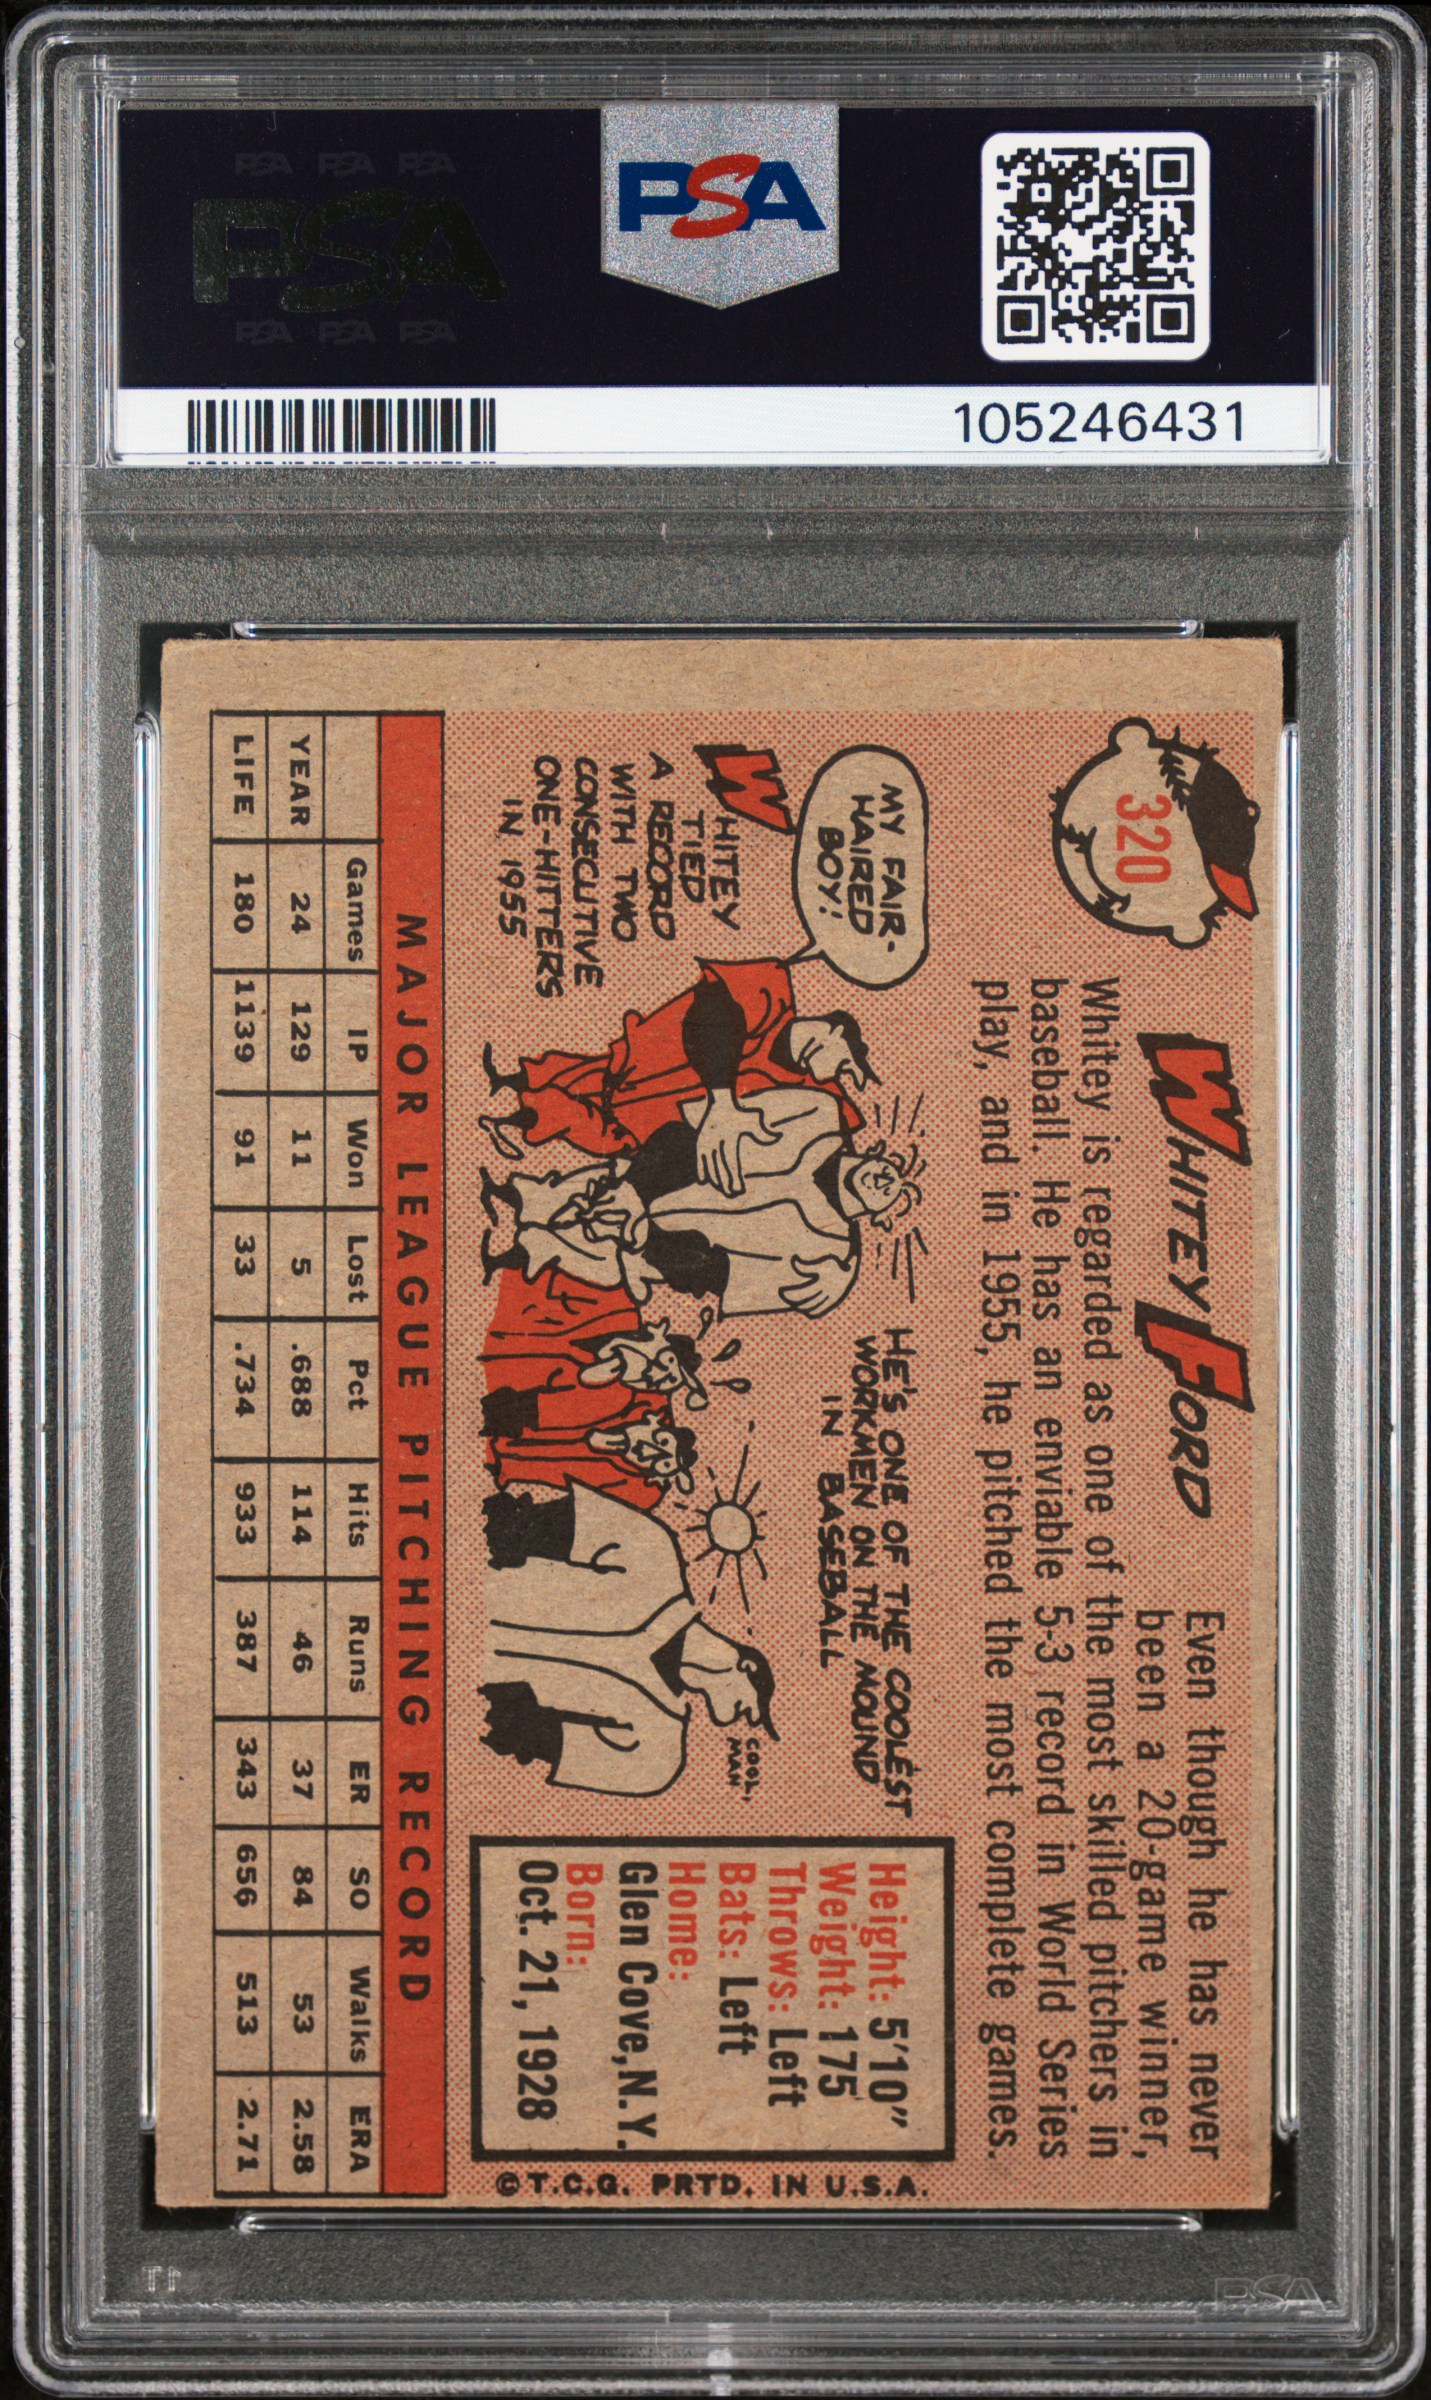 PSA PSA PSA
PSA
PSA PSA PSA
PSA
105246431
320
WHITEY FORD
Even though he has never
been a 20-game winner,
Whitey is regarded as one of the most skilled pitchers in
baseball. He has an enviable 5-3 record in World Series
play, and in 1955, he pitched the most complete games.
MY FAIR-
HAIRED
BOY!
WHITEY
TIED
A RECORD
WITH TWO
CONSECUTIVE
ONE-HITTERS
IN 1955
HE'S ONE OF THE COOLEST
WORKMEN ON THE MOUND
IN BASEBALL
COOL,
MAN
Height: 5'10"
Weight: 175
Throws: Left
Bats: Left
Home:
Glen Cove, N.Y.
Born:
Oct. 21, 1928
©T.C.G. PRTD. IN U.S.A.
MAJOR LEAGUE PITCHING RECORD
Games IP Won Lost Pct Hits Runs ER SO Walks ERA
YEAR 24 129 11 5 .688 114 46 37 84 53 2.58
LIFE 180 1139 91 33 .734 933 387 343 656 513 2.71
PSA